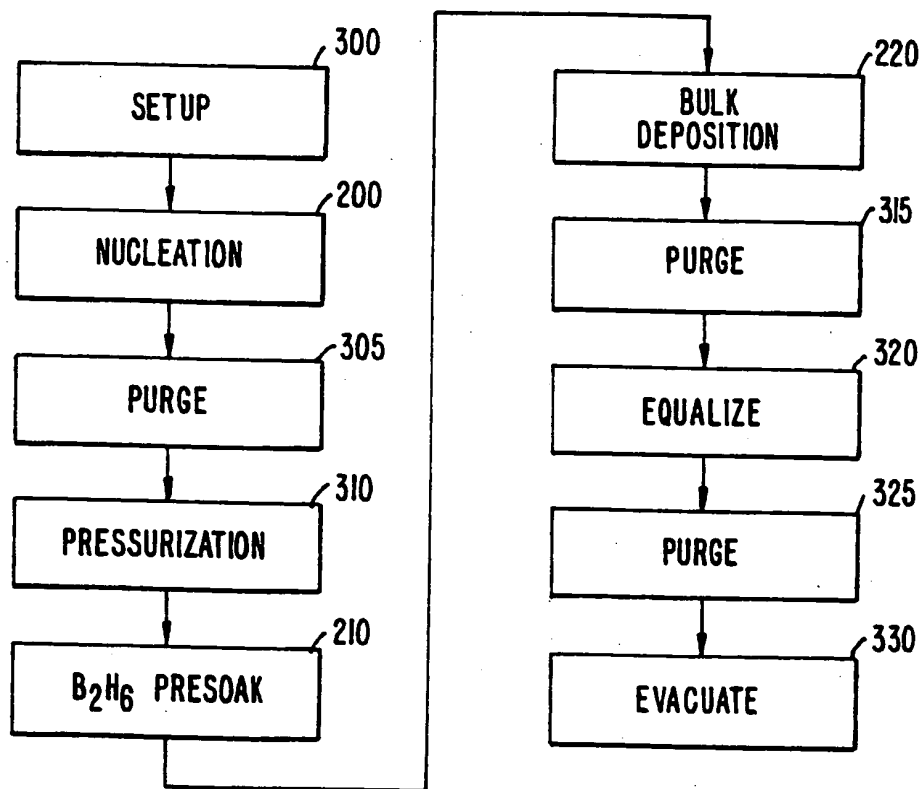 300
SETUP
200
NUCLEATION
305
PURGE
310
PRESSURIZATION
210
B₂H₆ PRESOAK
220
BULK
DEPOSITION
315
PURGE
320
EQUALIZE
325
PURGE
330
EVACUATE